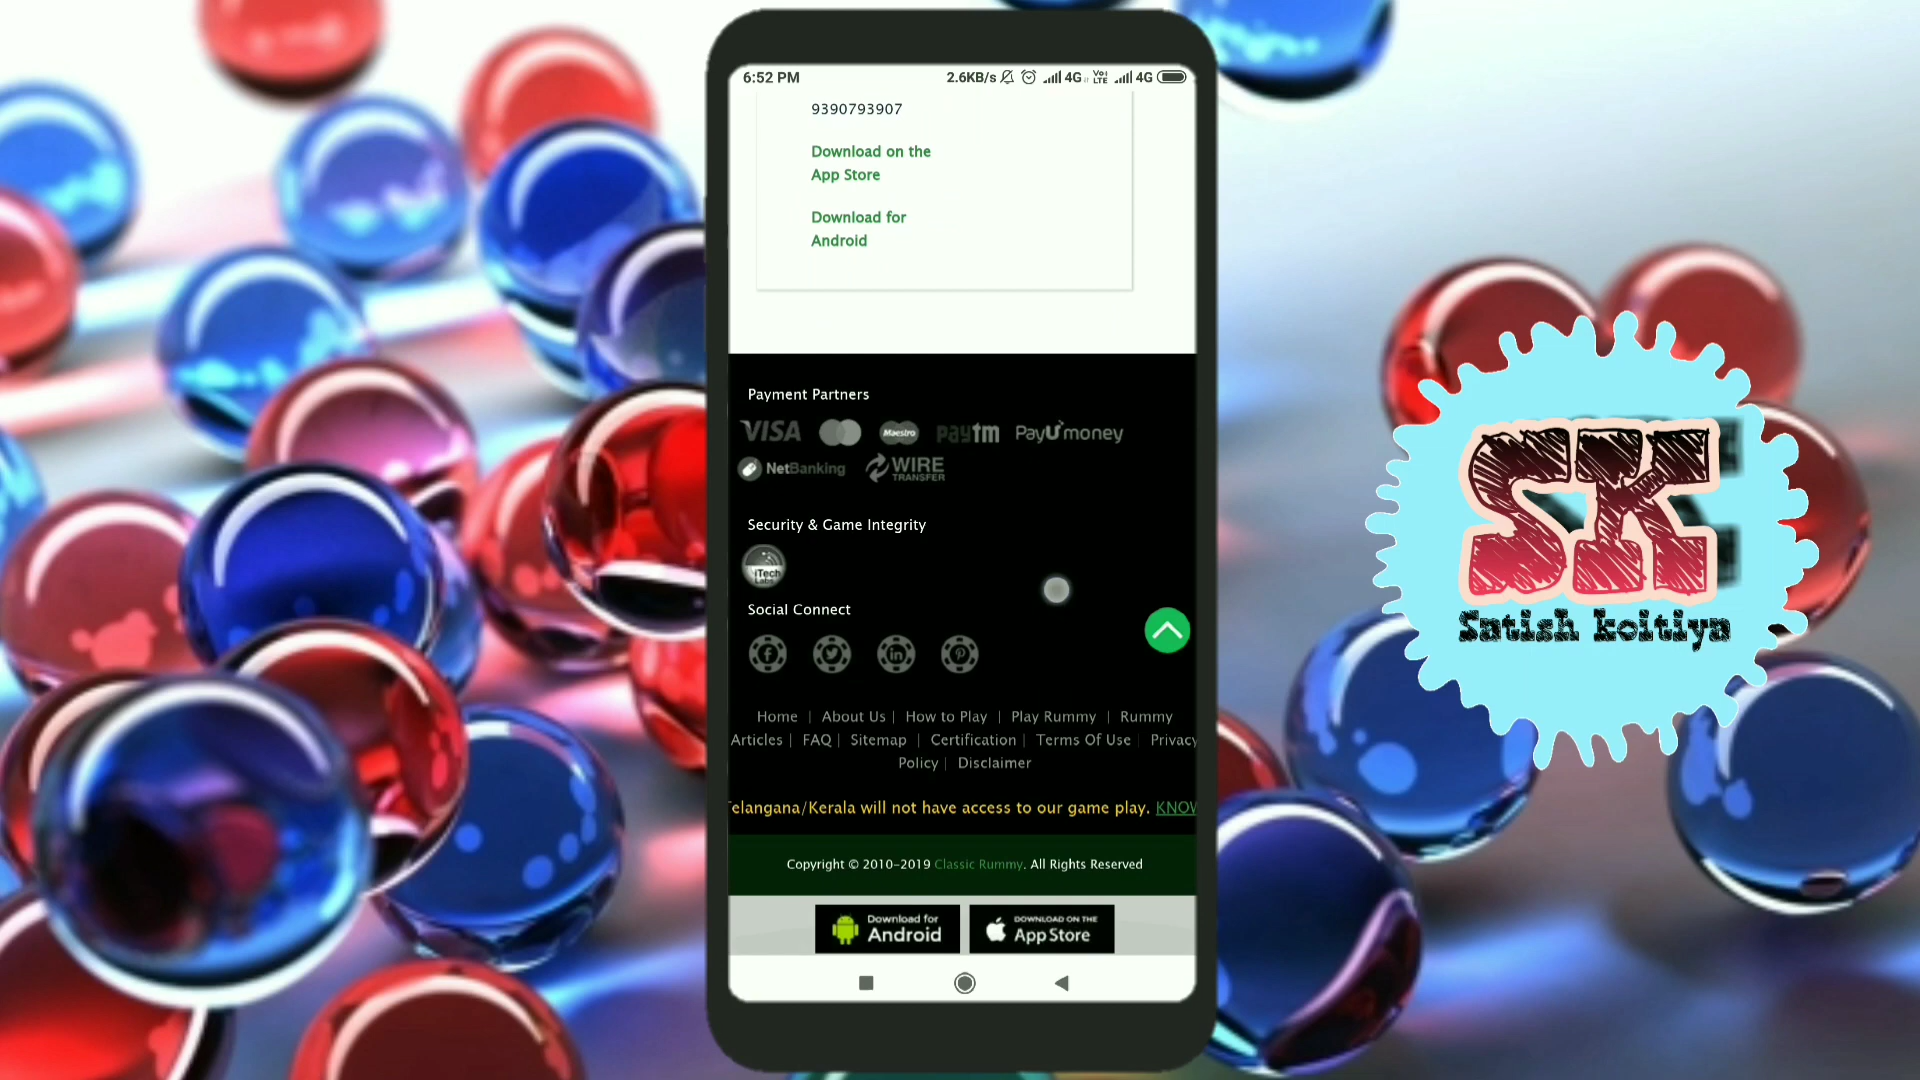 6:52 PM 2.6KB/s 4G Vo LTE 4G
9390793907
Download on the
App Store
Download for
Android
Payment Partners
VISA Maestro paytm PayUmoney
NetBanking WIRE TRANSFER
Security & Game Integrity
iTech Labs
Social Connect
Home | About Us | How to Play | Play Rummy | Rummy
Articles | FAQ | Sitemap | Certification | Terms Of Use | Privacy
Policy | Disclaimer
elangana/Kerala will not have access to our game play. KNOW
Copyright © 2010-2019 Classic Rummy. All Rights Reserved
Download for
Android
DOWNLOAD ON THE
App Store
SK
Satish koitiya